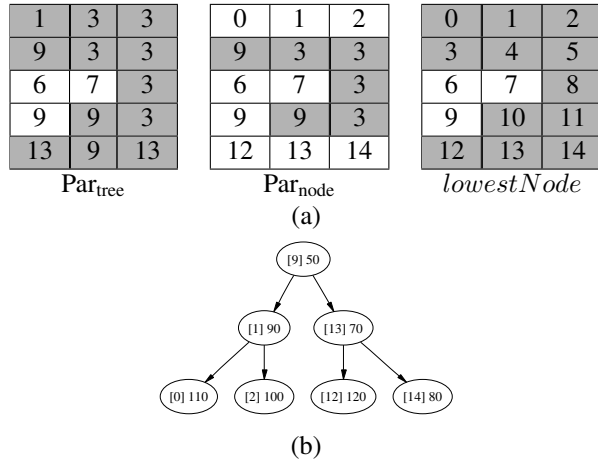 1 3 3 0 1 2 0 1 2
9 3 3 9 3 3 3 4 5
6 7 3 6 7 3 6 7 8
9 9 3 9 9 3 9 10 11
13 9 13 12 13 14 12 13 14
Par_tree Par_node lowestNode
(a)
[9] 50
[1] 90 [13] 70
[0] 110 [2] 100 [12] 120 [14] 80
(b)